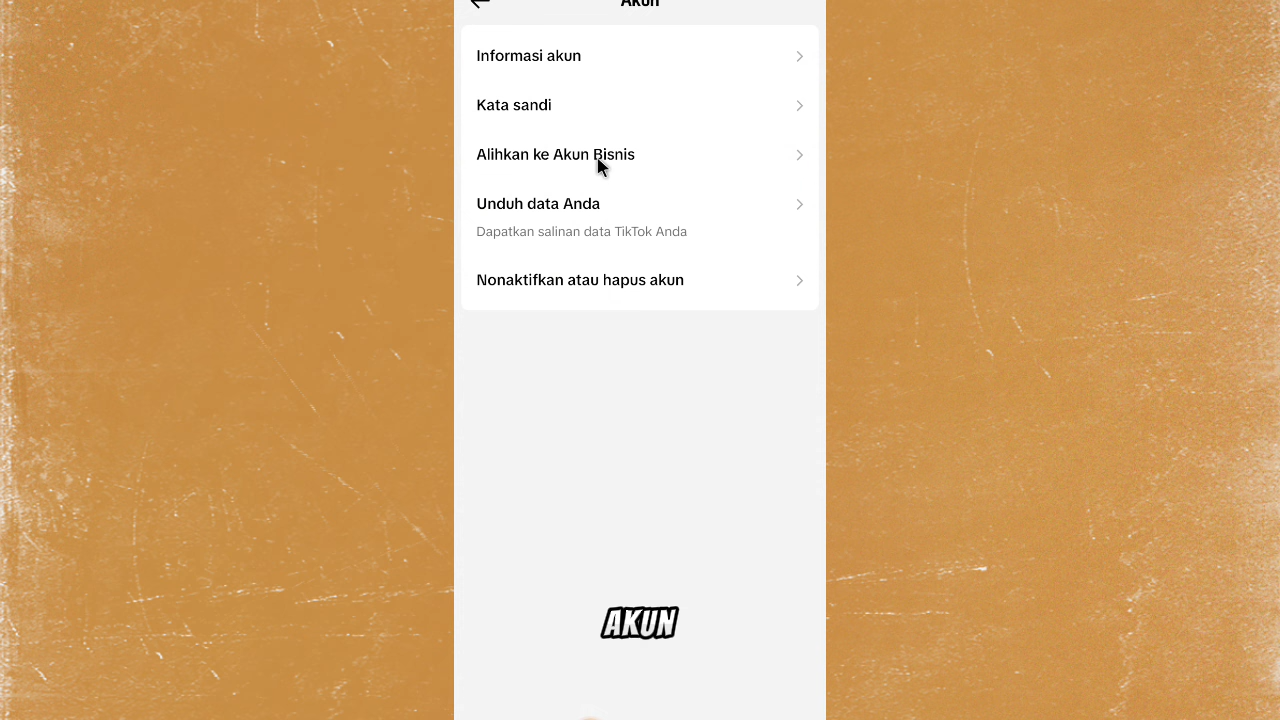 Akun
Informasi akun
Kata sandi
Alihkan ke Akun Bisnis
Unduh data Anda
Dapatkan salinan data TikTok Anda
Nonaktifkan atau hapus akun
AKUN